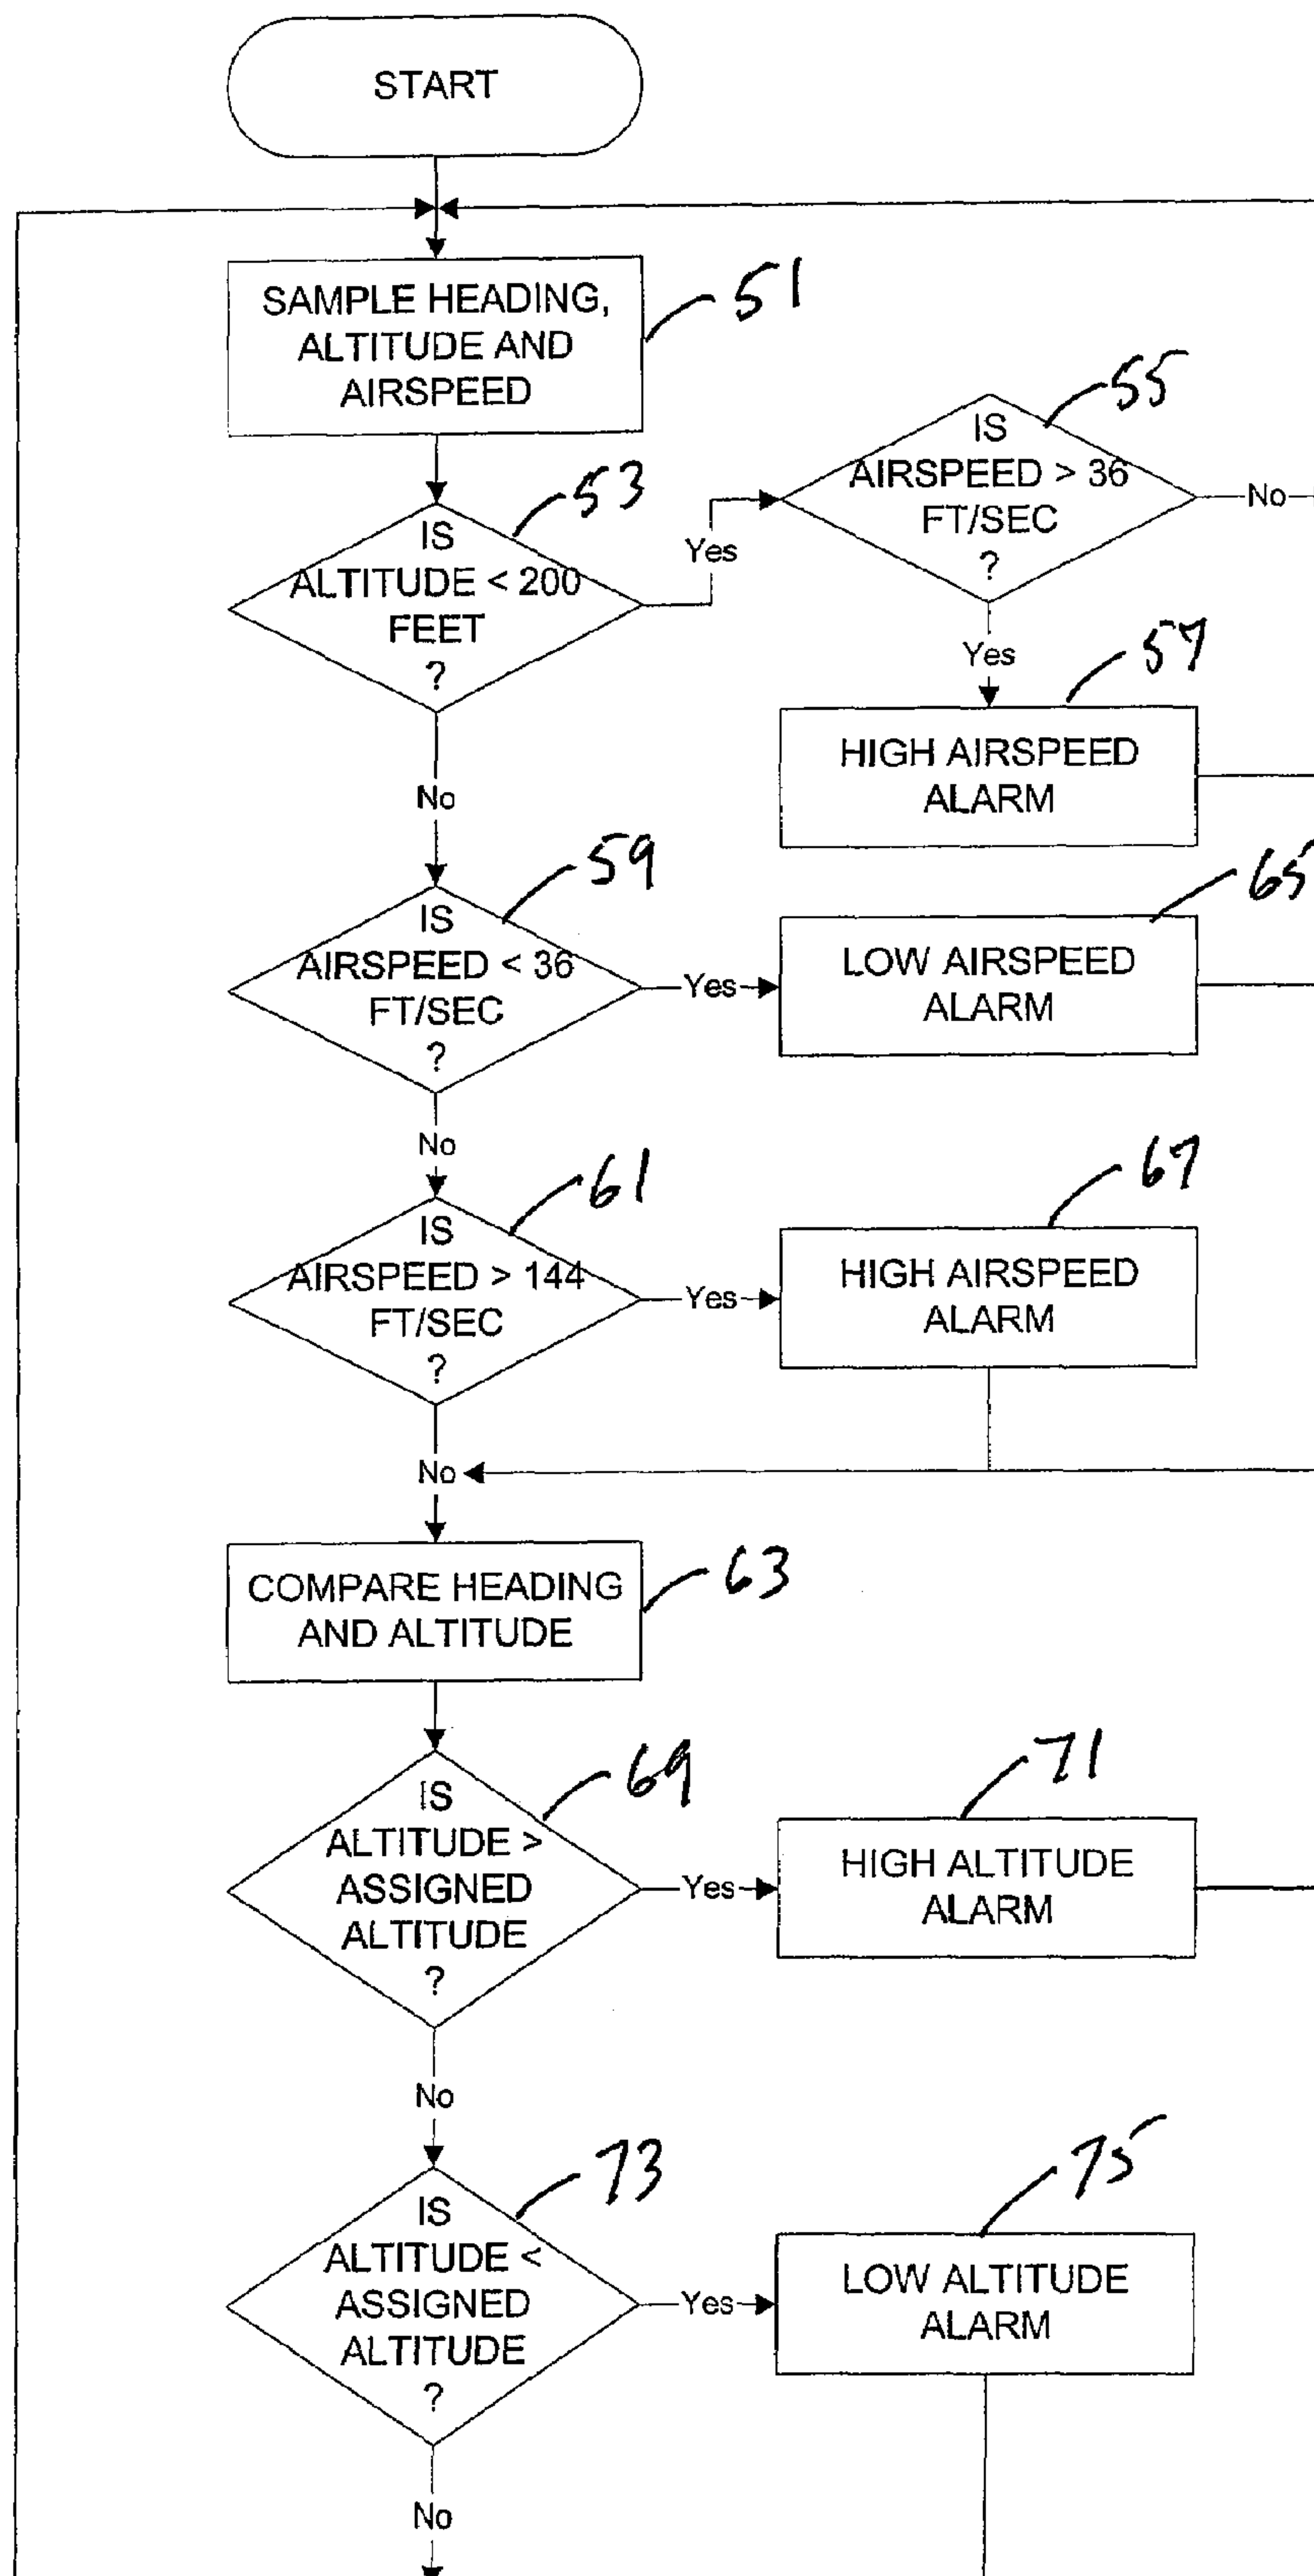 START
SAMPLE HEADING,
ALTITUDE AND
AIRSPEED
51
IS
ALTITUDE < 200
FEET
?
53
Yes
IS
AIRSPEED > 36
FT/SEC
?
55
No
Yes
HIGH AIRSPEED
ALARM
57
No
IS
AIRSPEED < 36
FT/SEC
?
59
Yes
LOW AIRSPEED
ALARM
65
No
IS
AIRSPEED > 144
FT/SEC
?
61
Yes
HIGH AIRSPEED
ALARM
67
No
COMPARE HEADING
AND ALTITUDE
63
IS
ALTITUDE >
ASSIGNED
ALTITUDE
?
69
Yes
HIGH ALTITUDE
ALARM
71
No
IS
ALTITUDE <
ASSIGNED
ALTITUDE
?
73
Yes
LOW ALTITUDE
ALARM
75
No